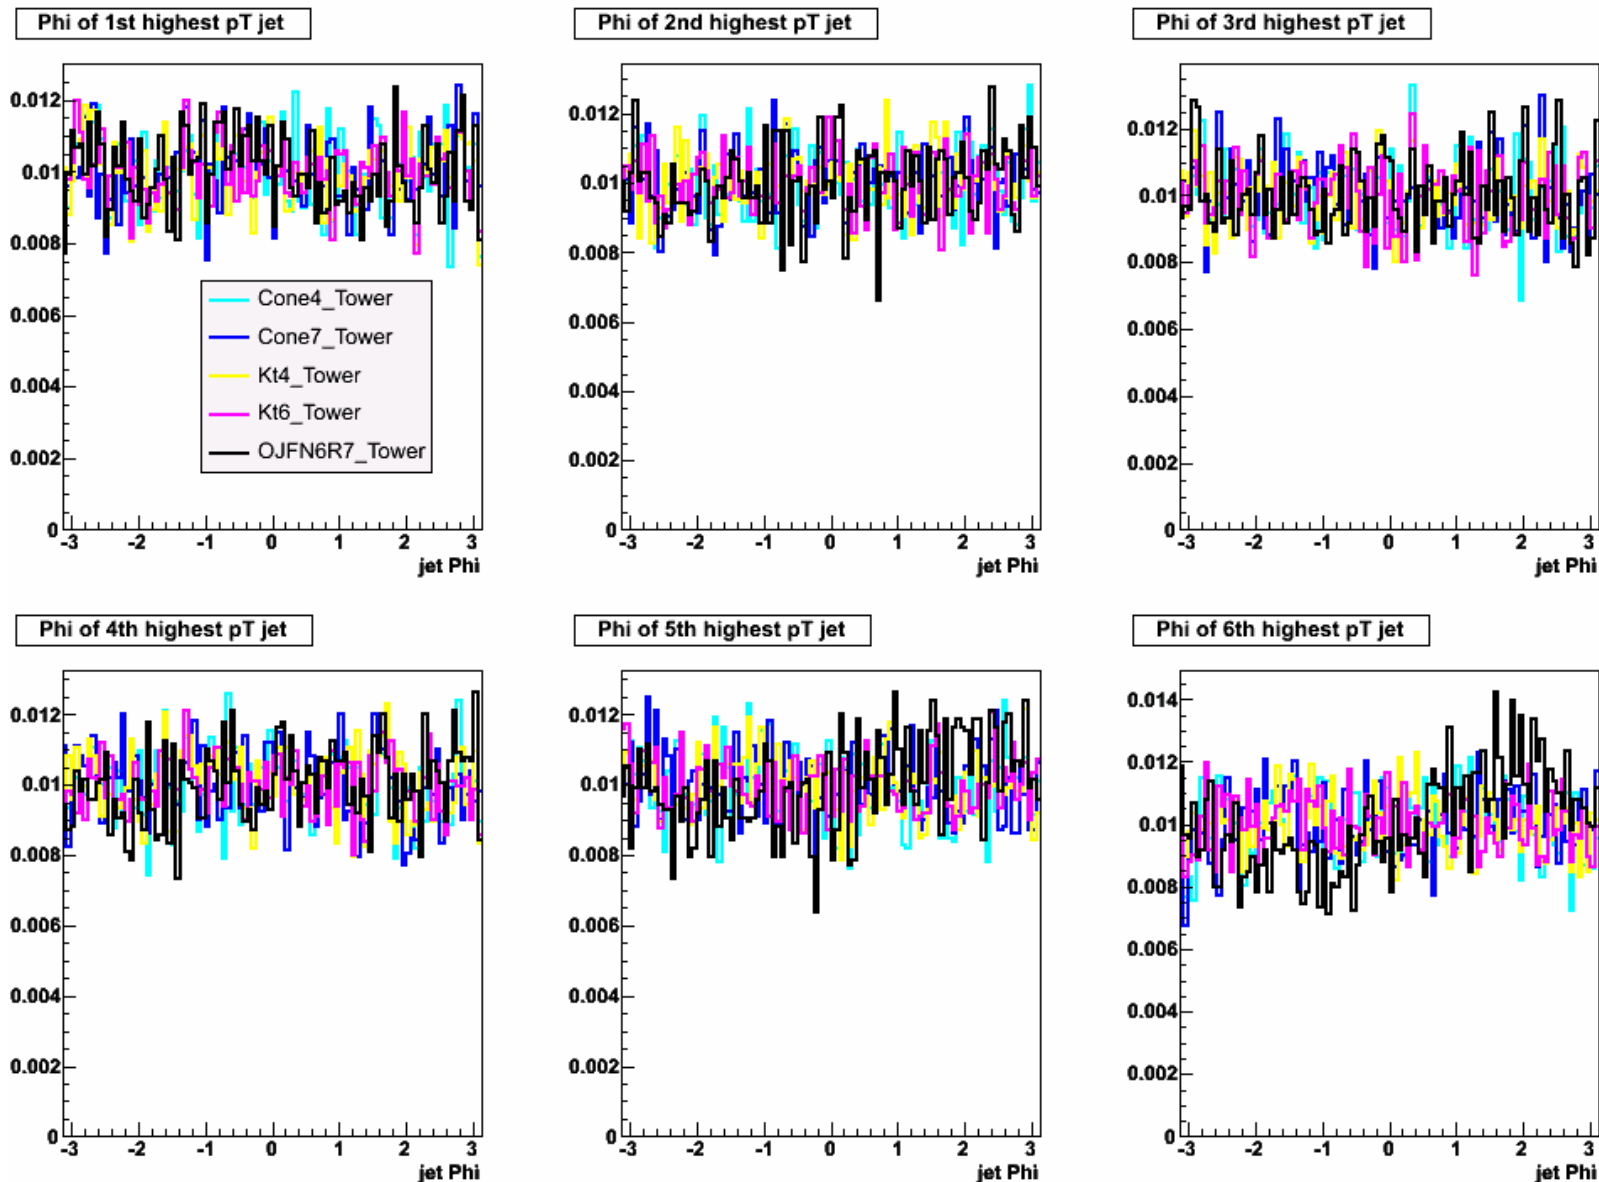 Phi of 1st highest pT jet
0.012
0.01
0.008
0.006
0.004
0.002
0
-3 -2 -1 0 1 2 3
jet Phi
Cone4_Tower
Cone7_Tower
Kt4_Tower
Kt6_Tower
OJFN6R7_Tower
Phi of 2nd highest pT jet
0.012
0.01
0.008
0.006
0.004
0.002
0
-3 -2 -1 0 1 2 3
jet Phi
Phi of 3rd highest pT jet
0.012
0.01
0.008
0.006
0.004
0.002
0
-3 -2 -1 0 1 2 3
jet Phi
Phi of 4th highest pT jet
0.012
0.01
0.008
0.006
0.004
0.002
0
-3 -2 -1 0 1 2 3
jet Phi
Phi of 5th highest pT jet
0.012
0.01
0.008
0.006
0.004
0.002
0
-3 -2 -1 0 1 2 3
jet Phi
Phi of 6th highest pT jet
0.014
0.012
0.01
0.008
0.006
0.004
0.002
0
-3 -2 -1 0 1 2 3
jet Phi